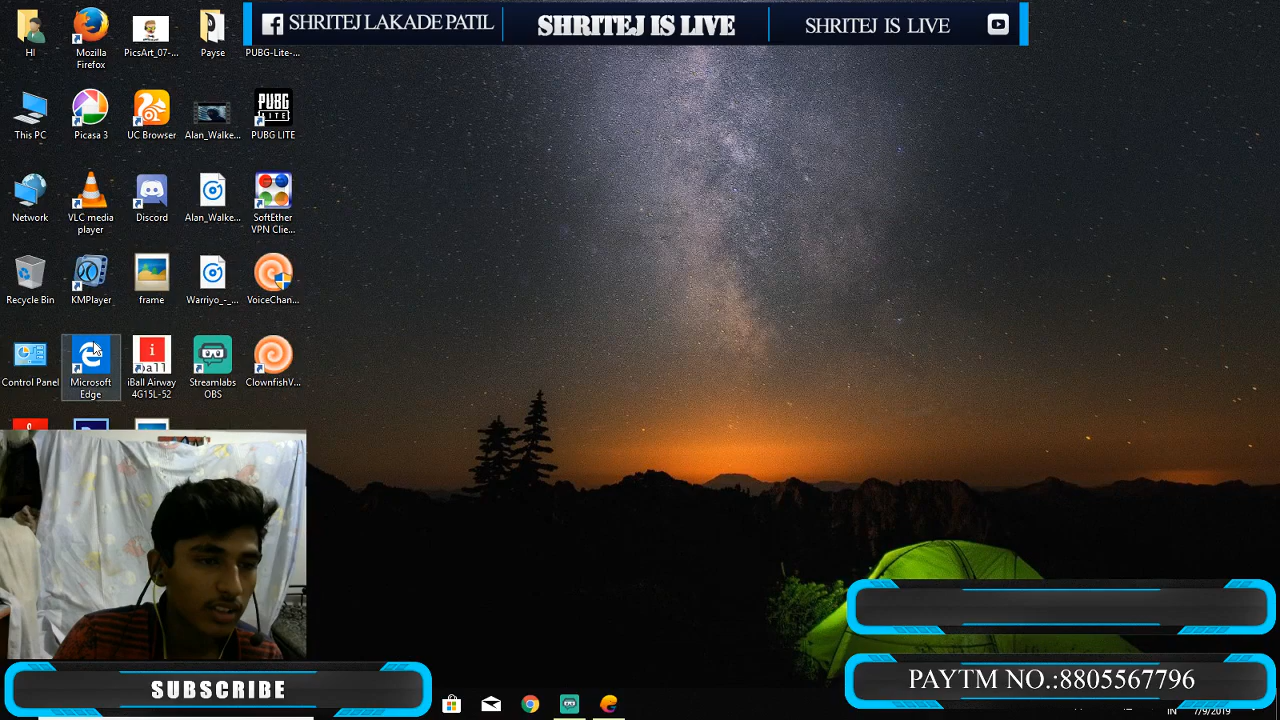 SHRITEJ LAKADE PATIL
SHRITEJ IS LIVE
SHRITEJ IS LIVE
HI
Mozilla
Firefox
PicsArt_07-...
Payse
PUBG-Lite-...
This PC
Picasa 3
UC Browser
Alan_Walke...
PUBG
LITE
PUBG LITE
Network
VLC media
player
Discord
Alan_Walke...
SoftEther
VPN Clie...
Recycle Bin
KMPlayer
frame
Warriyo_-_...
VoiceChan...
i
Ball
Control Panel
Microsoft
Edge
iBall Airway
4G15L-52
Streamlabs
OBS
ClownfishV...
SUBSCRIBE
PAYTM NO.:8805567796
IN
7/9/2019